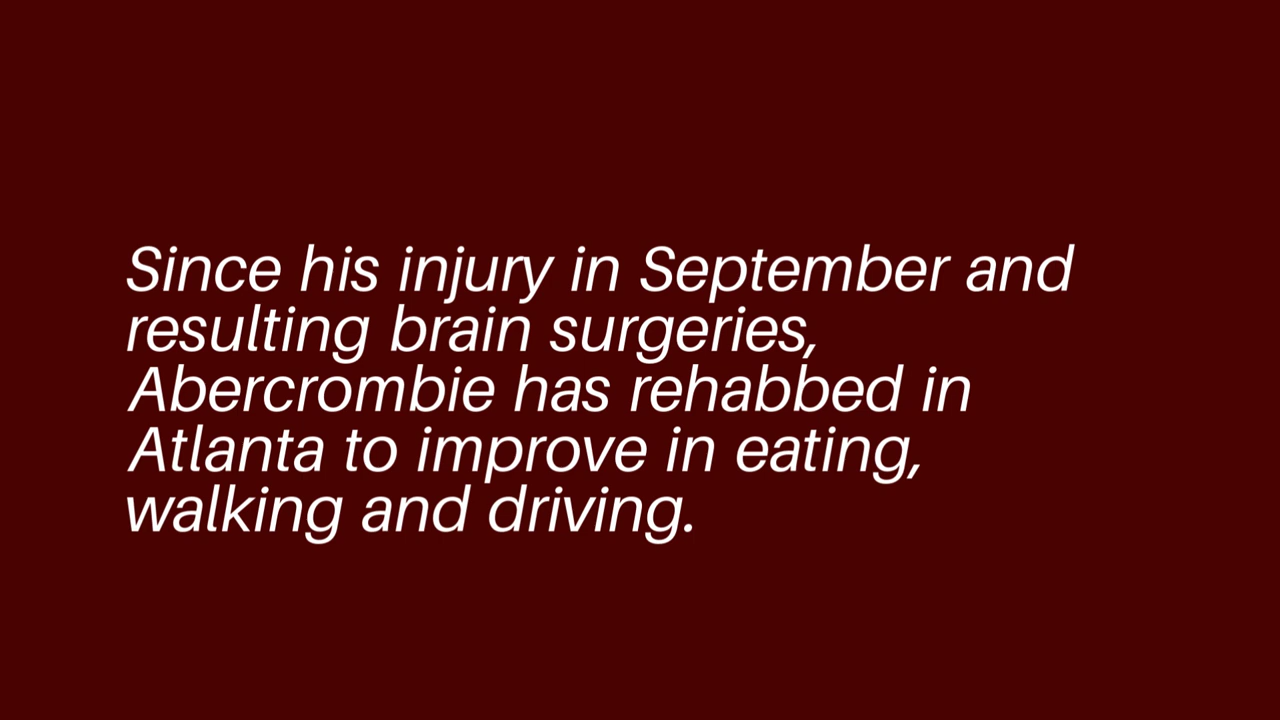 Since his injury in September and
resulting brain surgeries,
Abercrombie has rehabbed in
Atlanta to improve in eating,
walking and driving.